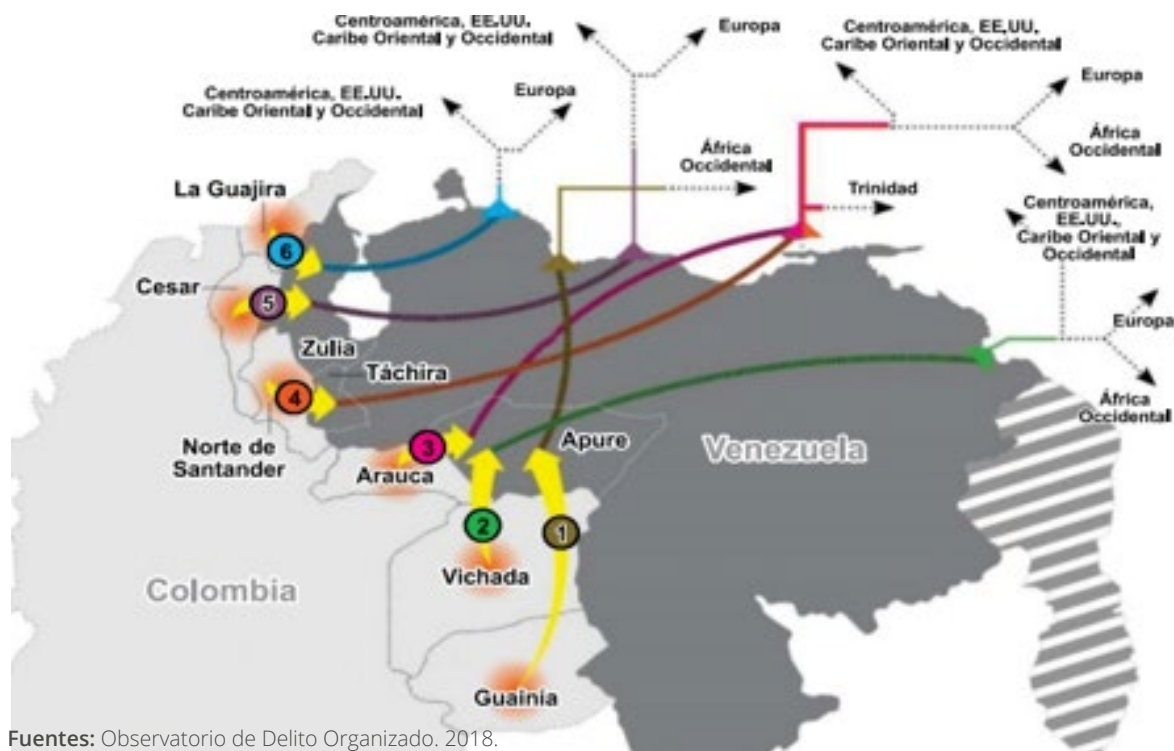 Centroamérica, EE.UU.
Caribe Oriental y Occidental
Europa
Centroamérica, EE.UU.
Caribe Oriental y Occidental
Europa
Centroamérica, EE.UU.
Caribe Oriental y Occidental
Europa
África
Occidental
África
Occidental
Trinidad
Centroamérica,
EE.UU.,
Caribe Oriental y
Occidental
Europa
África
Occidental
La Guajira
6
Cesar
5
Zulia
Táchira
4
Norte de
Santander
3
Arauca
Apure
Venezuela
2
1
Vichada
Colombia
Guainía
Fuentes: Observatorio de Delito Organizado. 2018.